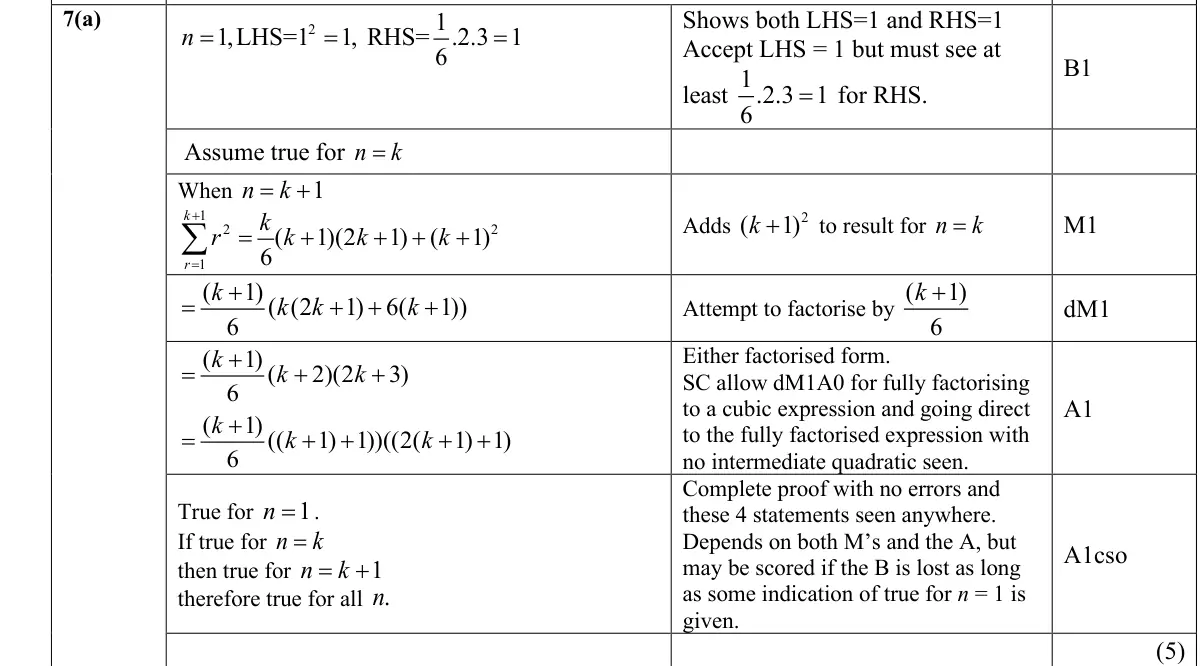 7(a)
n = 1, LHS=1² = 1, RHS= 1/6 .2.3 = 1
Shows both LHS=1 and RHS=1
Accept LHS = 1 but must see at
least 1/6 .2.3 = 1 for RHS.
B1
Assume true for n = k
When n = k + 1
∑_{r=1}^{k+1} r² = k/6 (k + 1)(2k + 1) + (k + 1)²
Adds (k + 1)² to result for n = k
M1
= (k + 1)/6 (k(2k + 1) + 6(k + 1))
Attempt to factorise by (k + 1)/6
dM1
= (k + 1)/6 (k + 2)(2k + 3)
= (k + 1)/6 ((k + 1) + 1))((2(k + 1) + 1)
Either factorised form.
SC allow dM1A0 for fully factorising
to a cubic expression and going direct
to the fully factorised expression with
no intermediate quadratic seen.
A1
True for n = 1 .
If true for n = k
then true for n = k + 1
therefore true for all n.
Complete proof with no errors and
these 4 statements seen anywhere.
Depends on both M’s and the A, but
may be scored if the B is lost as long
as some indication of true for n = 1 is
given.
A1cso
(5)